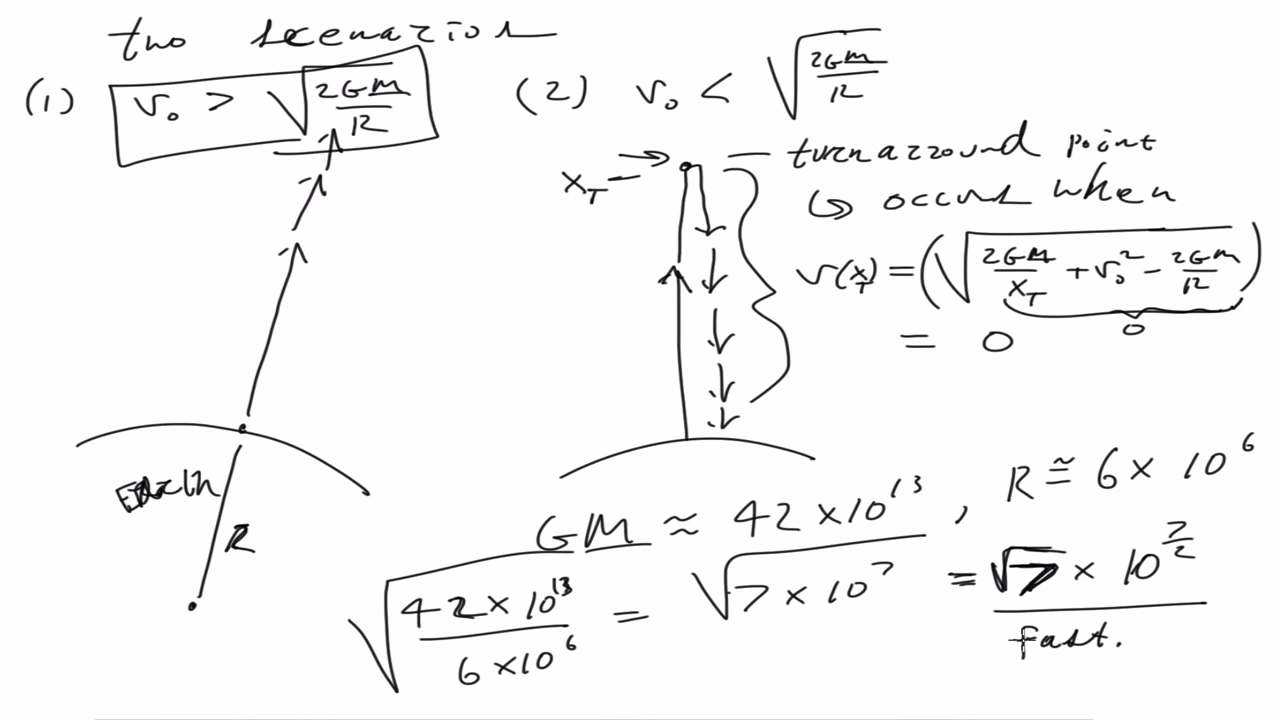 two scenarios
(1) v₀ > √(2GM/R)
(2) v₀ < √(2GM/R)
x_T → — turnaround point
↪ occurs when
v(x_T) = (√(2GM/x_T + v₀² − 2GM/R))
0
= 0
Earth
R
GM ≈ 42 × 10¹³ , R ≅ 6 × 10⁶
√(42 × 10¹³ / 6 × 10⁶) = √(7 × 10⁷) = √7 × 10^(7/2)
fast.